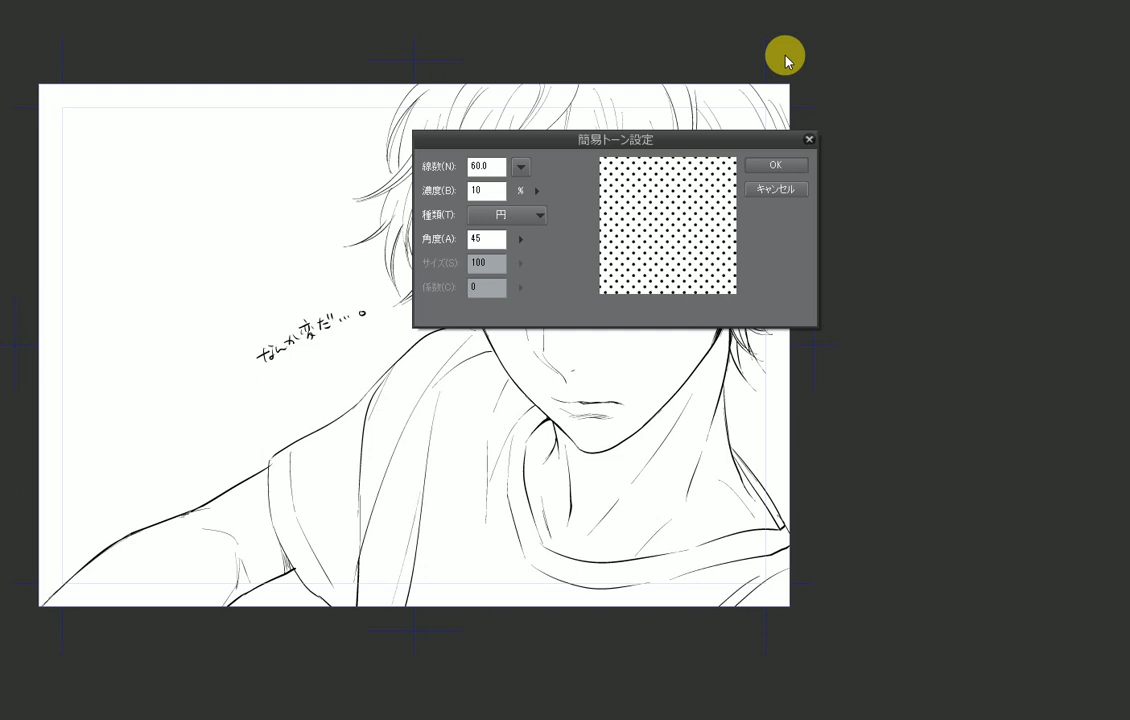 簡易トーン設定
線数(N): 60.0
濃度(B): 10 %
種類(T): 円
角度(A): 45
サイズ(S) 100
係数(C): 0
OK
キャンセル
なんか変だ…。